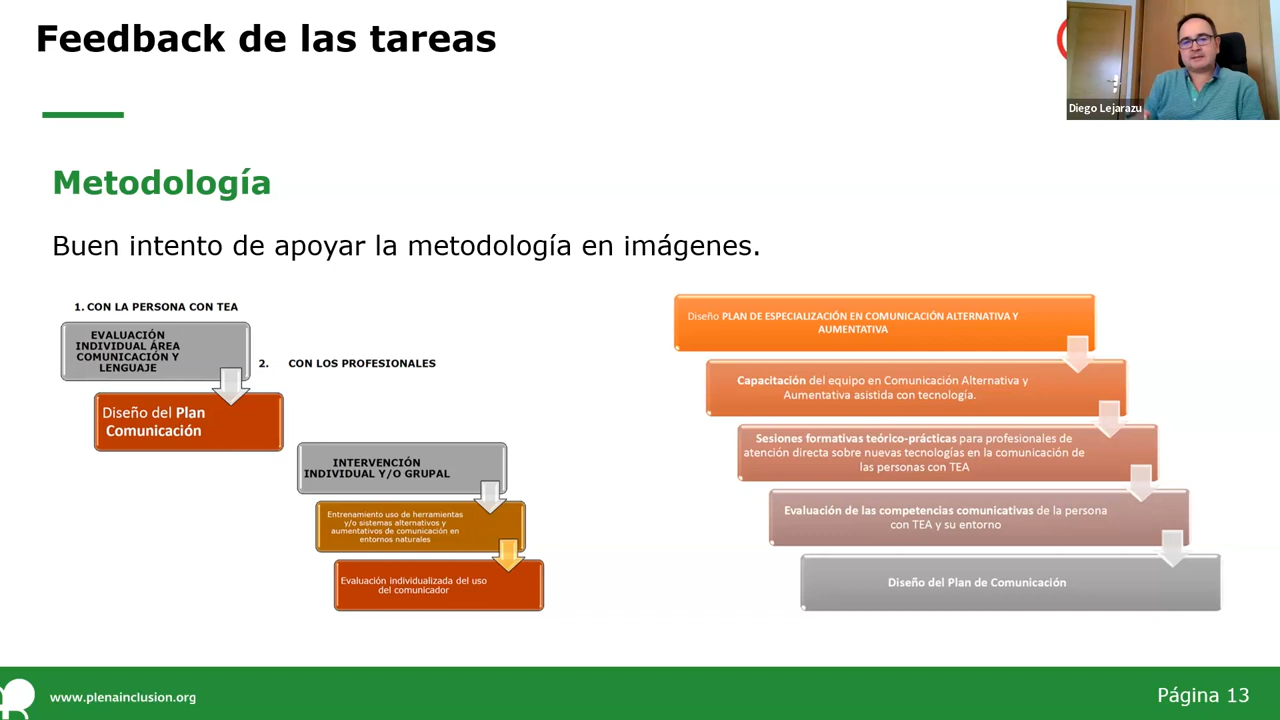 Feedback de las tareas
Diego Lejarazu
Metodología
Buen intento de apoyar la metodología en imágenes.
1. CON LA PERSONA CON TEA
EVALUACIÓN
INDIVIDUAL ÁREA
COMUNICACIÓN Y
LENGUAJE
Diseño del Plan
Comunicación
2. CON LOS PROFESIONALES
INTERVENCIÓN
INDIVIDUAL Y/O GRUPAL
Entrenamiento uso de herramientas
y/o sistemas alternativos y
aumentativos de comunicación en
entornos naturales
Evaluación individualizada del uso
del comunicador
Diseño PLAN DE ESPECIALIZACIÓN EN COMUNICACIÓN ALTERNATIVA Y
AUMENTATIVA
Capacitación del equipo en Comunicación Alternativa y
Aumentativa asistida con tecnología.
Sesiones formativas teórico-prácticas para profesionales de
atención directa sobre nuevas tecnologías en la comunicación de
las personas con TEA
Evaluación de las competencias comunicativas de la persona
con TEA y su entorno
Diseño del Plan de Comunicación
www.plenainclusion.org
Página 13